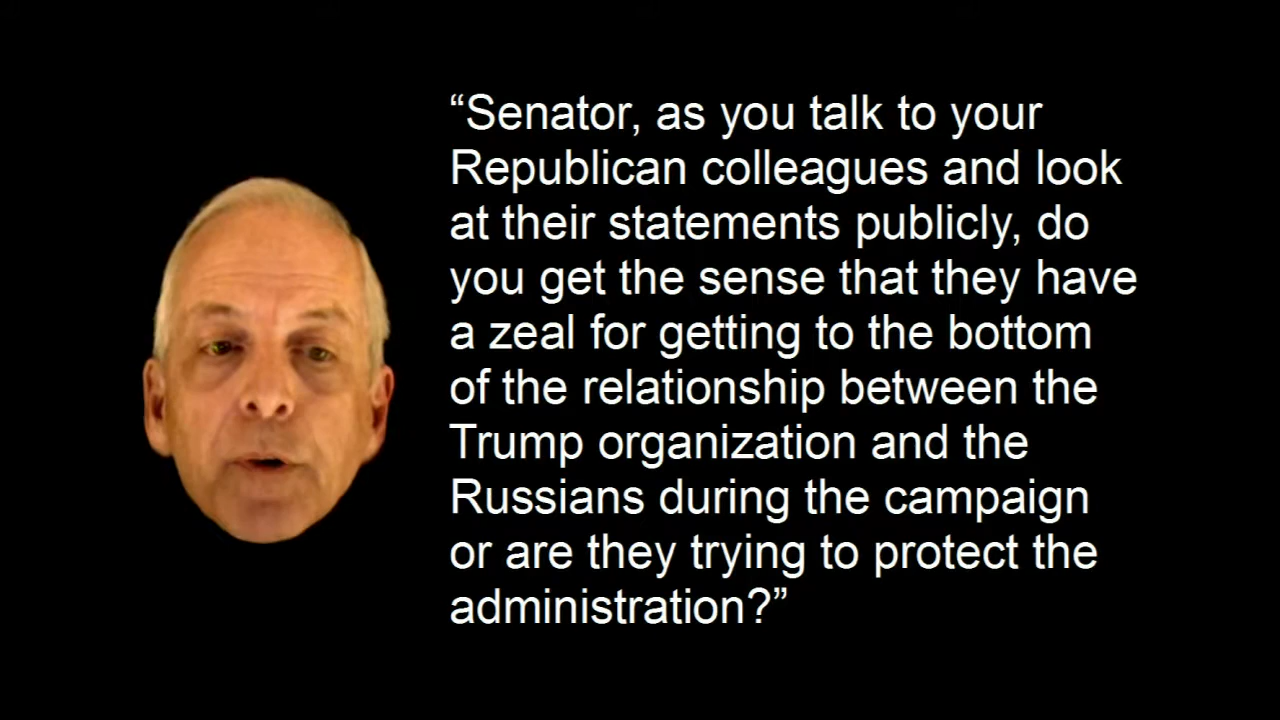 “Senator, as you talk to your
Republican colleagues and look
at their statements publicly, do
you get the sense that they have
a zeal for getting to the bottom
of the relationship between the
Trump organization and the
Russians during the campaign
or are they trying to protect the
administration?”